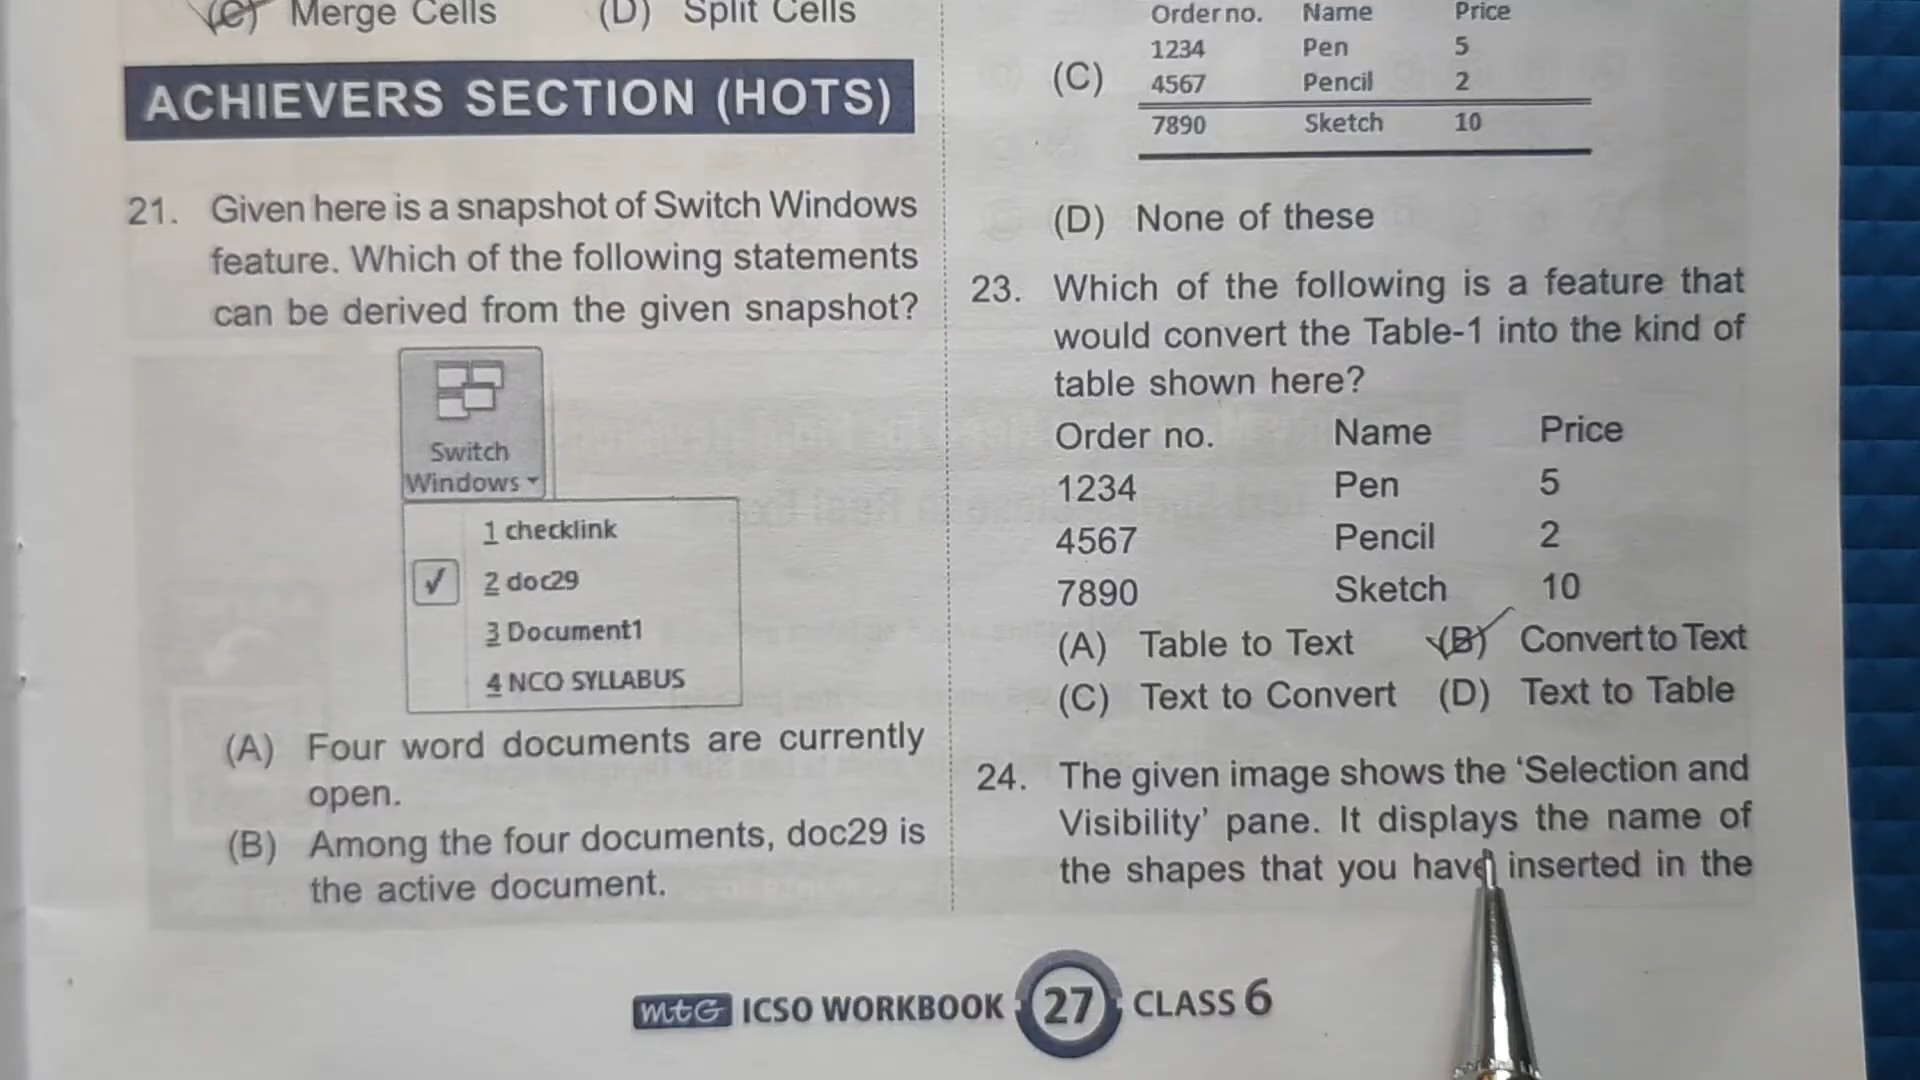 (C) Merge Cells (D) Split Cells
ACHIEVERS SECTION (HOTS)
21. Given here is a snapshot of Switch Windows
feature. Which of the following statements
can be derived from the given snapshot?
Switch
Windows
1 checklink
2 doc29
3 Document1
4 NCO SYLLABUS
(A) Four word documents are currently
open.
(B) Among the four documents, doc29 is
the active document.
Order no. Name Price
1234 Pen 5
(C) 4567 Pencil 2
7890 Sketch 10
(D) None of these
23. Which of the following is a feature that
would convert the Table-1 into the kind of
table shown here?
Order no. Name Price
1234 Pen 5
4567 Pencil 2
7890 Sketch 10
(A) Table to Text (B) Convert to Text
(C) Text to Convert (D) Text to Table
24. The given image shows the ‘Selection and
Visibility’ pane. It displays the name of
the shapes that you have inserted in the
mtG ICSO WORKBOOK 27 CLASS 6